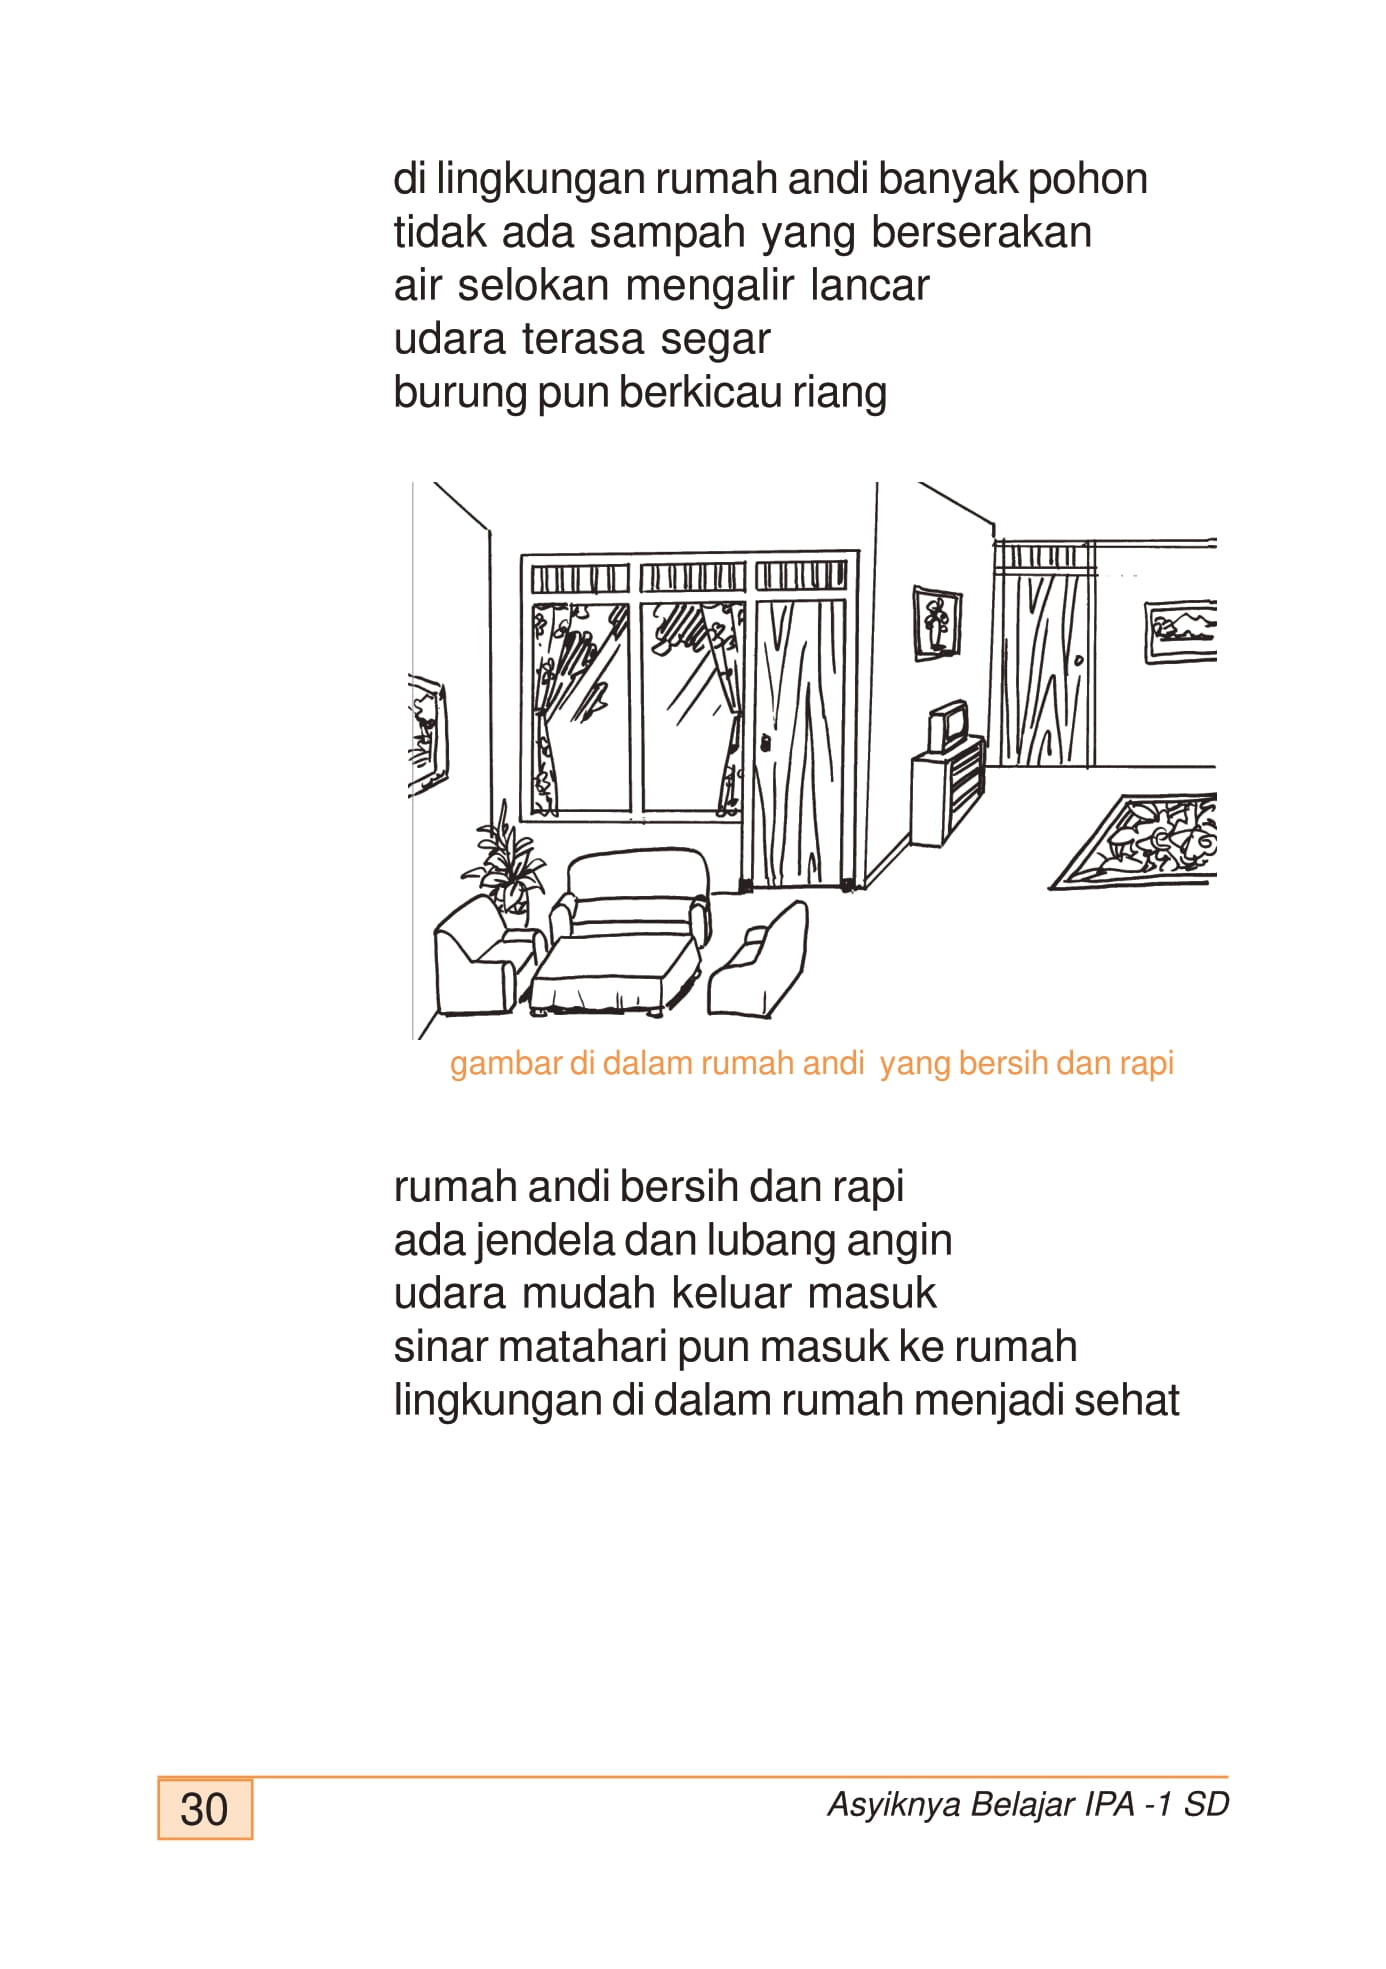 di lingkungan rumah andi banyak pohon
tidak ada sampah yang berserakan
air selokan mengalir lancar
udara terasa segar
burung pun berkicau riang
gambar di dalam rumah andi yang bersih dan rapi
rumah andi bersih dan rapi
ada jendela dan lubang angin
udara mudah keluar masuk
sinar matahari pun masuk ke rumah
lingkungan di dalam rumah menjadi sehat
30
Asyiknya Belajar IPA -1 SD